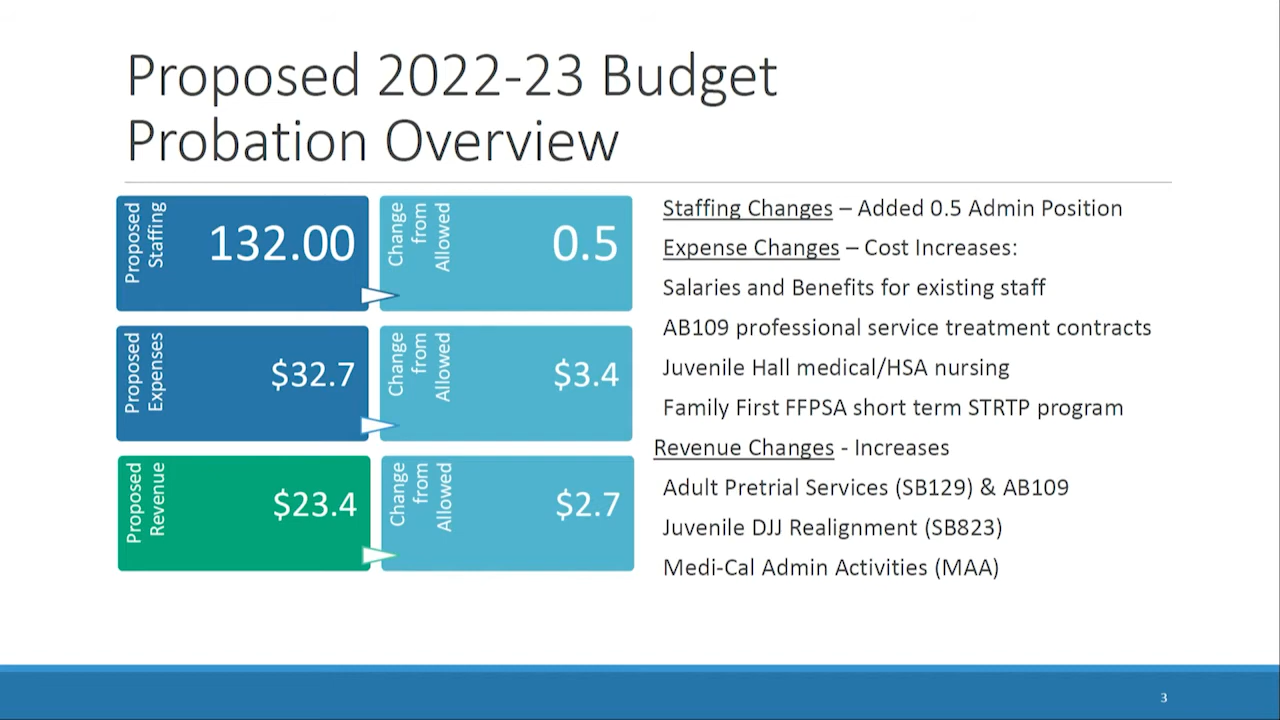 Proposed 2022-23 Budget
Probation Overview
Proposed
Staffing
132.00
Change
from
Allowed
0.5
Proposed
Expenses
$32.7
Change
from
Allowed
$3.4
Proposed
Revenue
$23.4
Change
from
Allowed
$2.7
Staffing Changes – Added 0.5 Admin Position
Expense Changes – Cost Increases:
Salaries and Benefits for existing staff
AB109 professional service treatment contracts
Juvenile Hall medical/HSA nursing
Family First FFPSA short term STRTP program
Revenue Changes - Increases
Adult Pretrial Services (SB129) & AB109
Juvenile DJJ Realignment (SB823)
Medi-Cal Admin Activities (MAA)
3